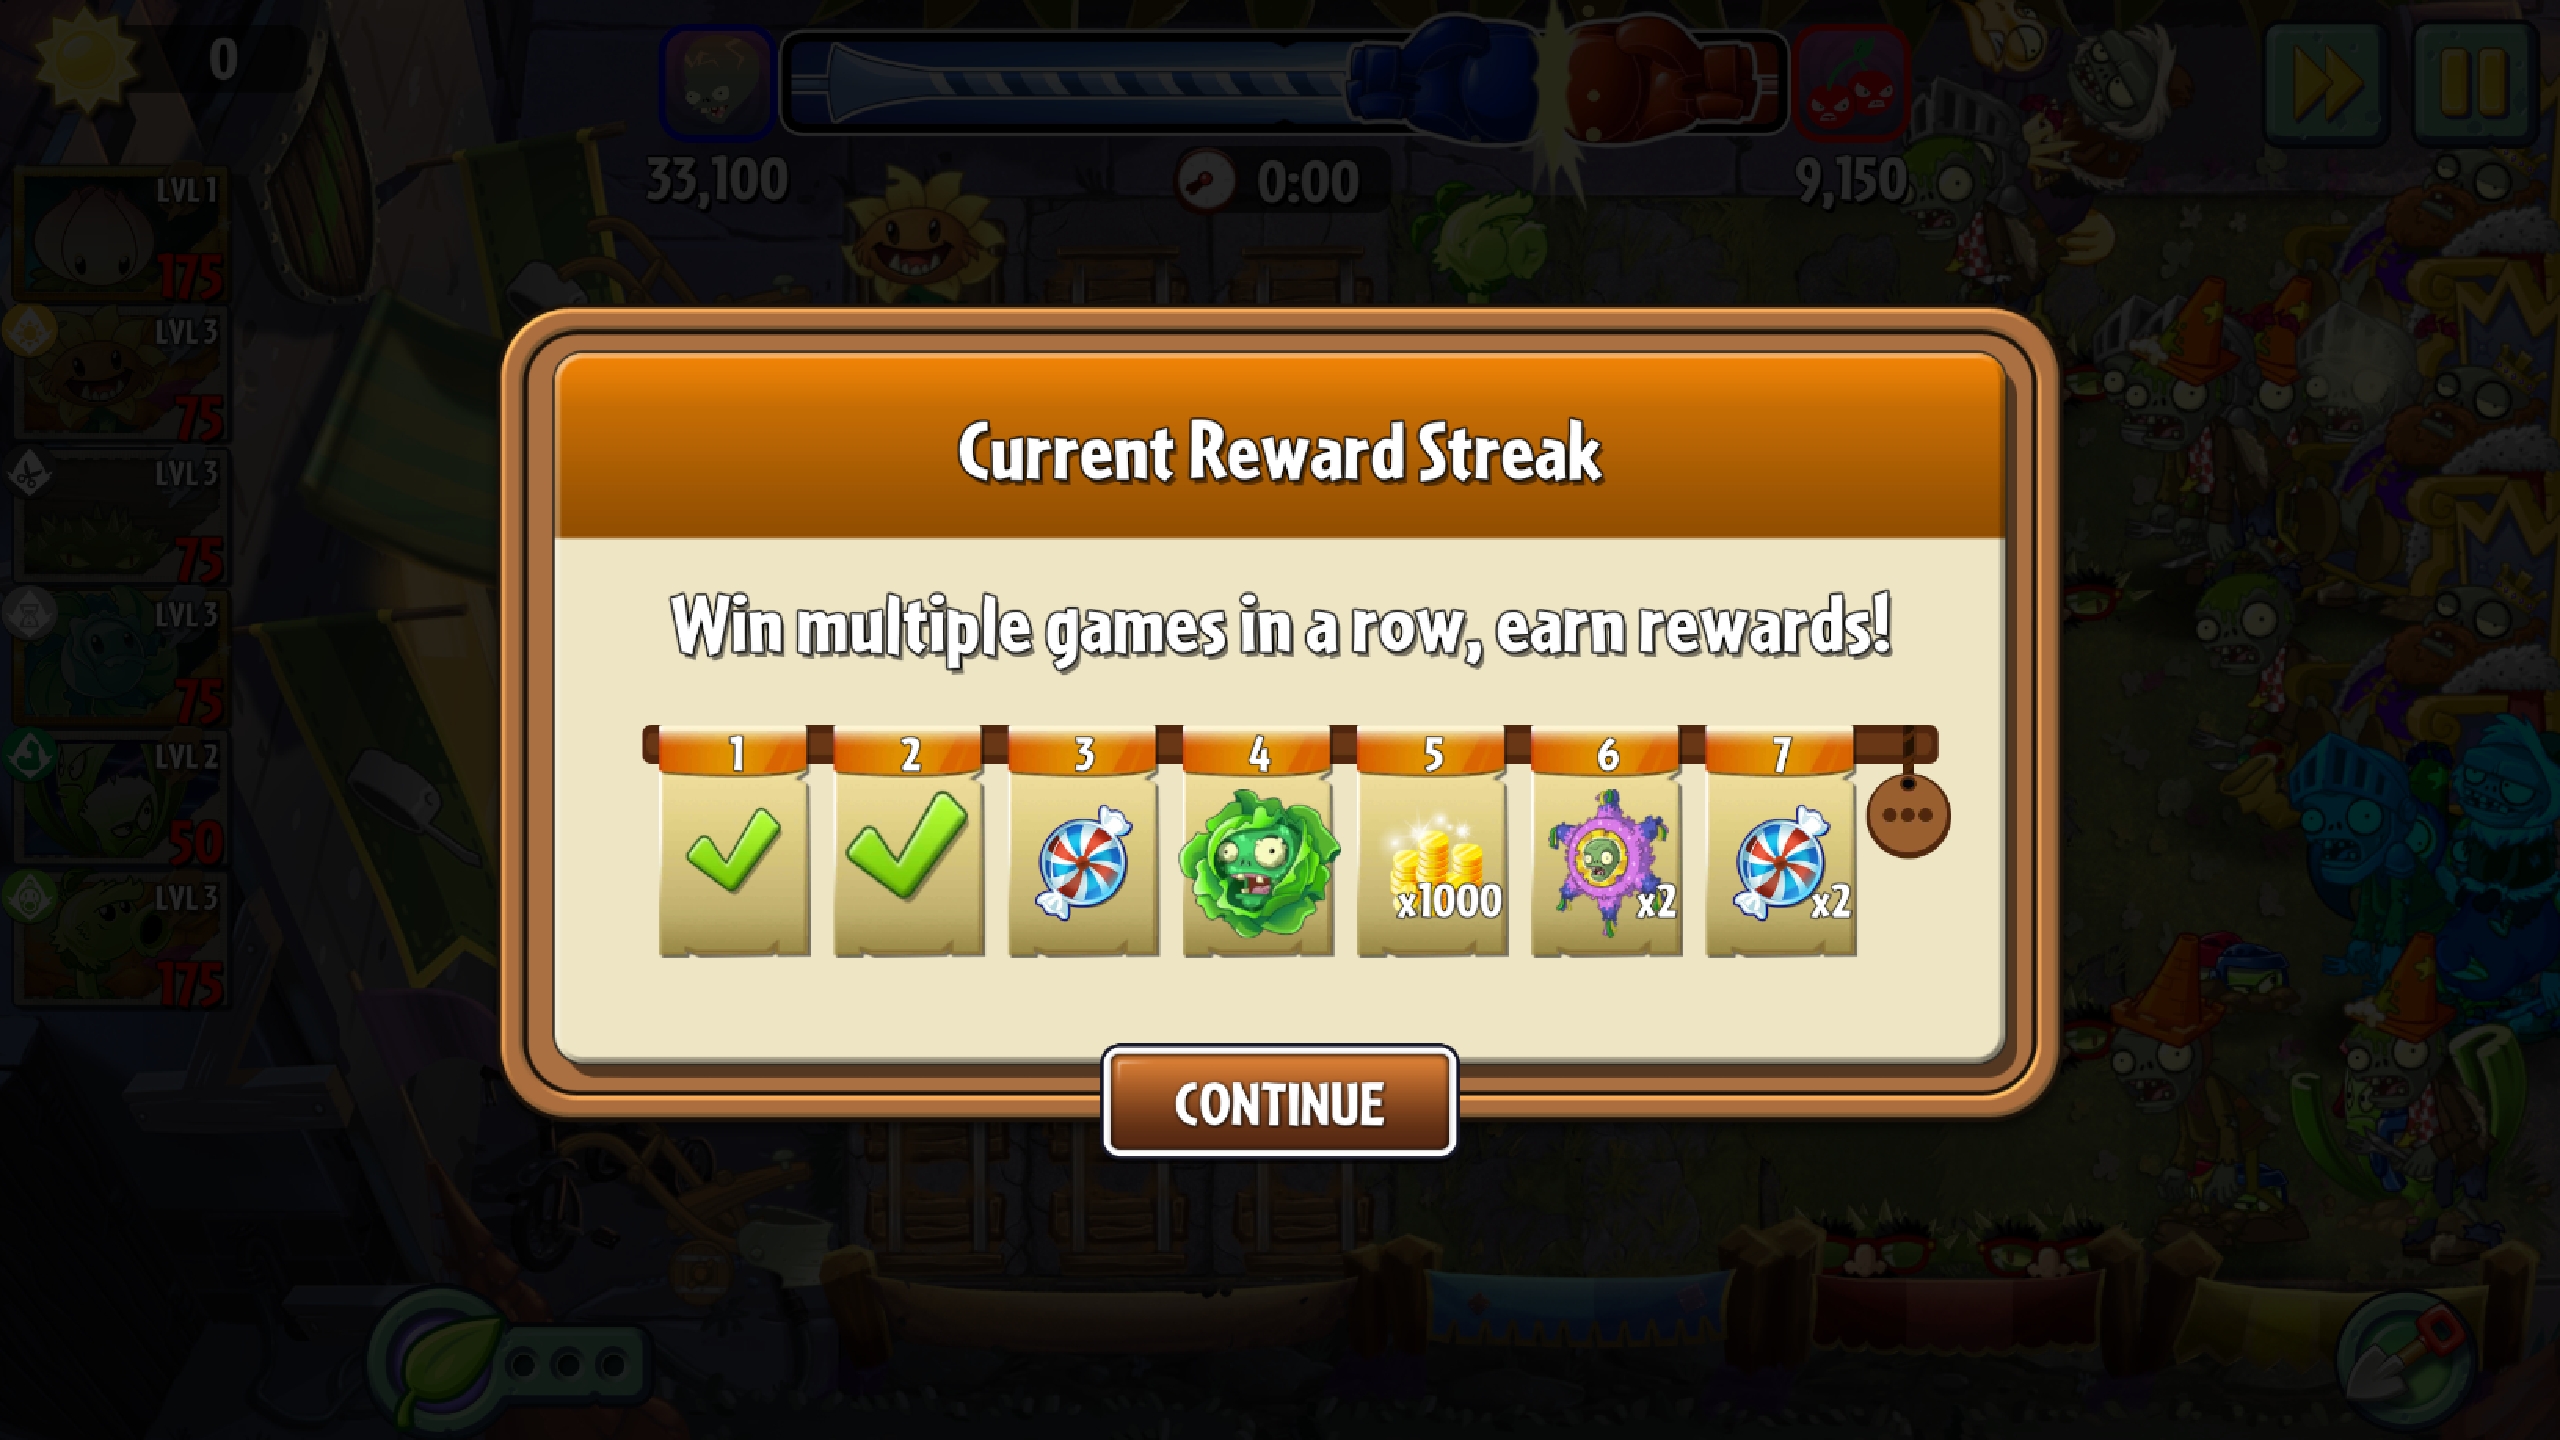 0
33,100
0:00
9,150
LVL 1
175
LVL 3
75
LVL 3
75
LVL 3
75
LVL 2
50
LVL 3
175
Current Reward Streak
Win multiple games in a row, earn rewards!
1 2 3 4 5 6 7
x1000 x2 x2
CONTINUE